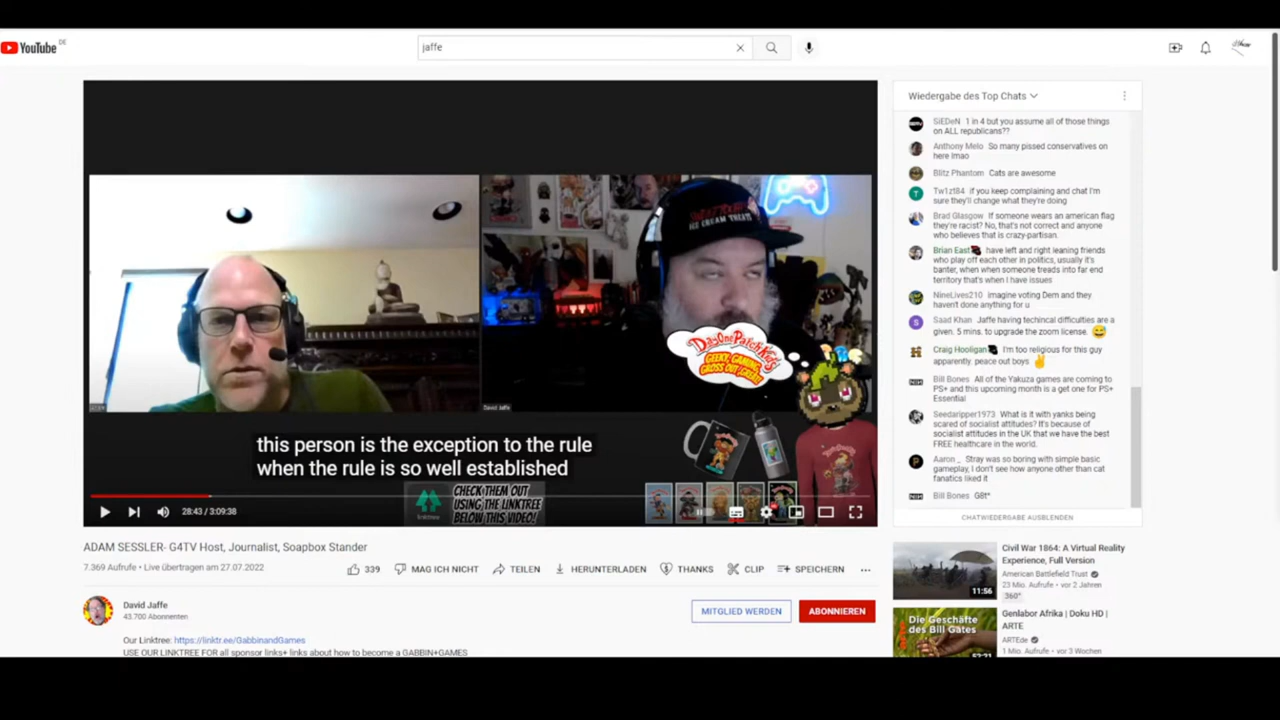 YouTube DE
jaffe
Wiedergabe des Top Chats
SiEDeN 1 in 4 but you assume all of those things
on ALL republicans??
Anthony Melo So many pissed conservatives on
here lmao
Blitz Phantom Cats are awesome
Tw1zt84 if you keep complaining and chat I'm
sure they'll change what they're doing
Brad Glasgow If someone wears an american flag
they're racist? No, that's not correct and anyone
who believes that is crazy-partisan.
Brian East have left and right leaning friends
who play off each other in politics, usually it's
banter, when when someone treads into far end
territory that's when I have issues
NineLives210 Imagine voting Dem and they
haven't done anything for u
Saad Khan Jaffe having techincal difficulties are a
given. 5 mins. to upgrade the zoom license.
Craig Hooligan I'm too religious for this guy
apparently. peace out boys
Bill Bones All of the Yakuza games are coming to
PS+ and this upcoming month is a get one for PS+
Essential
Seedaripper1973 What is it with yanks being
scared of socialist attitudes? It's because of
socialist attitudes in the UK that we have the best
FREE healthcare in the world.
Aaron _ Stray was so boring with simple basic
gameplay, I don't see how anyone other than cat
fanatics liked it
Bill Bones G8t*
CHATWIEDERGABE AUSBLENDEN
ICE CREAM TREATS
DayOnePatchKids
GEEKY, GAMING,
GROSS OUT, GREAT!
David Jaffe
this person is the exception to the rule
when the rule is so well established
linktree
CHECK THEM OUT
USING THE LINKTREE
BELOW THIS VIDEO!
28:43 / 3:09:38
ADAM SESSLER- G4TV Host, Journalist, Soapbox Stander
7.369 Aufrufe • Live übertragen am 27.07.2022
339
MAG ICH NICHT
TEILEN
HERUNTERLADEN
THANKS
CLIP
SPEICHERN
David Jaffe
43.700 Abonnenten
MITGLIED WERDEN
ABONNIEREN
Our Linktree: https://linktr.ee/GabbinandGames
USE OUR LINKTREE FOR all sponsor links+ links about how to become a GABBIN+GAMES
11:56
Civil War 1864: A Virtual Reality
Experience, Full Version
American Battlefield Trust
23 Mio. Aufrufe • vor 2 Jahren
360°
Die Geschäfte
des Bill Gates
52:21
Genlabor Afrika | Doku HD |
ARTE
ARTEde
1 Mio. Aufrufe • vor 3 Wochen